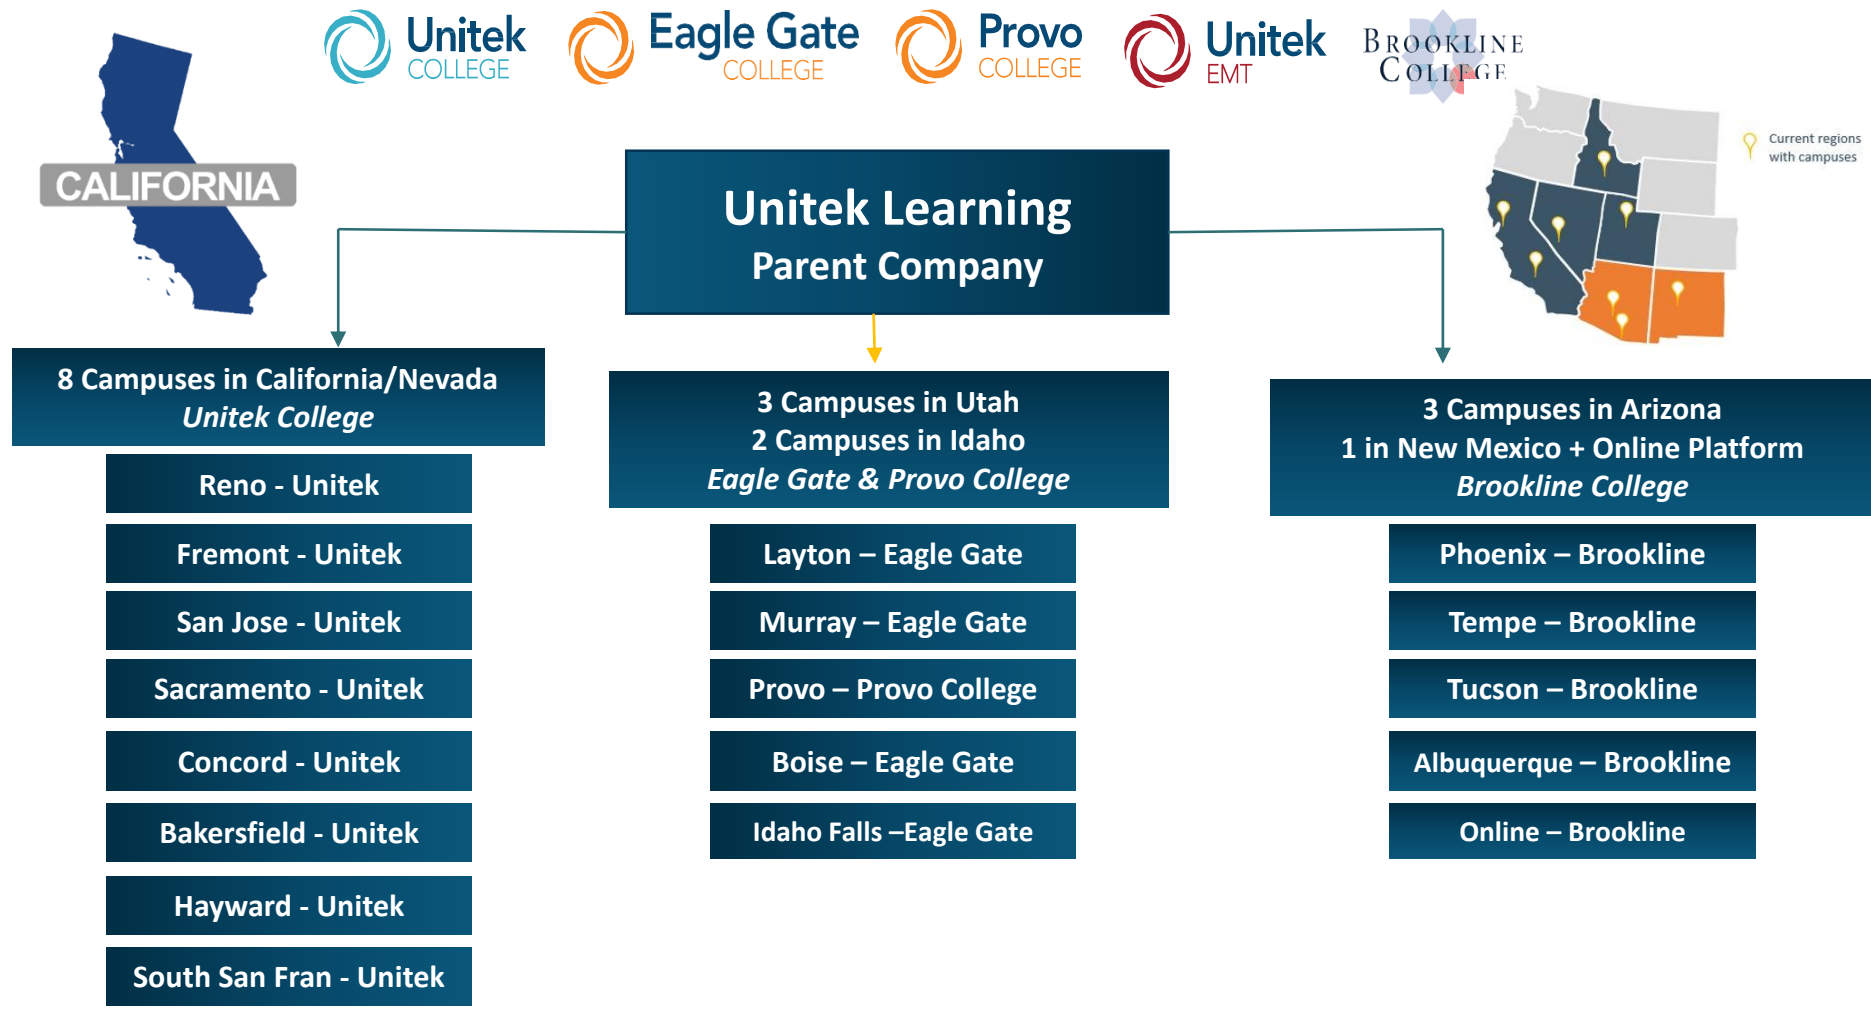 Unitek
COLLEGE
Eagle Gate
COLLEGE
Provo
COLLEGE
Unitek
EMT
BROOKLINE
COLLEGE
CALIFORNIA
Current regions
with campuses
Unitek Learning
Parent Company
8 Campuses in California/Nevada
Unitek College
Reno - Unitek
Fremont - Unitek
San Jose - Unitek
Sacramento - Unitek
Concord - Unitek
Bakersfield - Unitek
Hayward - Unitek
South San Fran - Unitek
3 Campuses in Utah
2 Campuses in Idaho
Eagle Gate & Provo College
Layton – Eagle Gate
Murray – Eagle Gate
Provo – Provo College
Boise – Eagle Gate
Idaho Falls –Eagle Gate
3 Campuses in Arizona
1 in New Mexico + Online Platform
Brookline College
Phoenix – Brookline
Tempe – Brookline
Tucson – Brookline
Albuquerque – Brookline
Online – Brookline